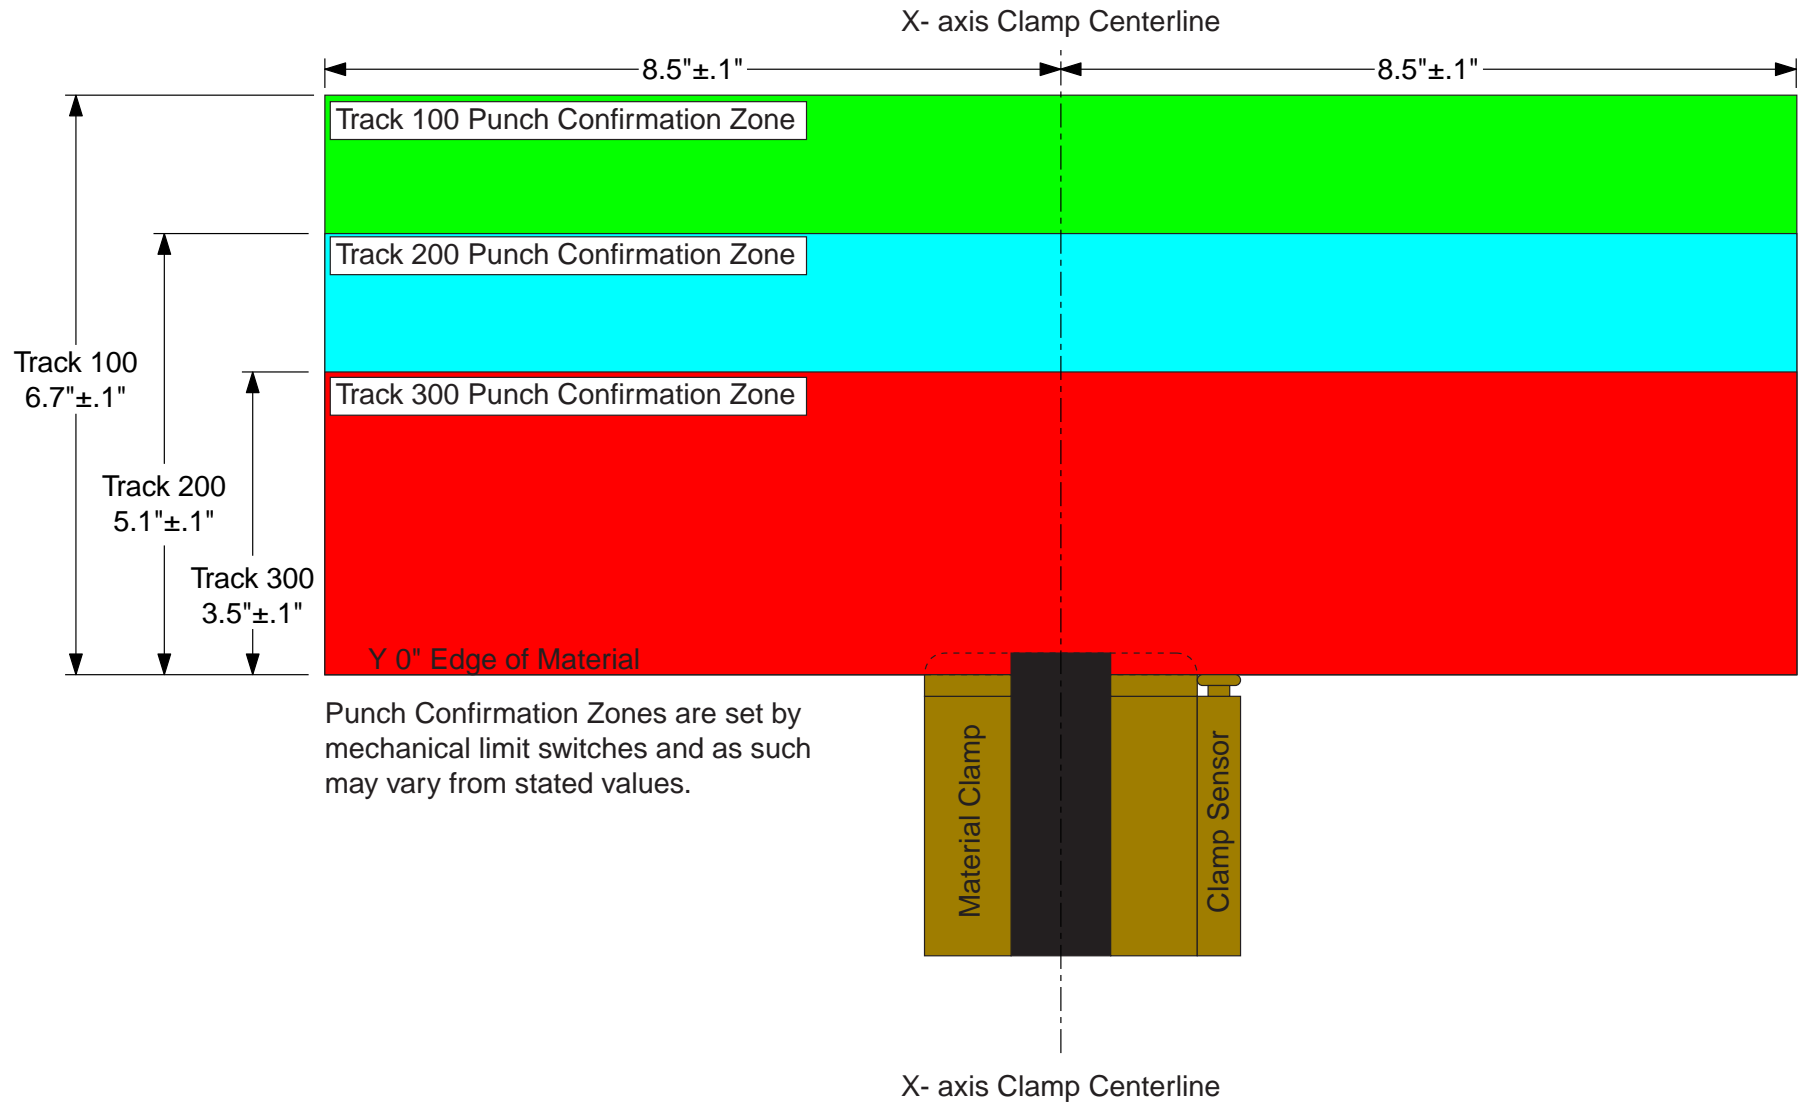 X- axis Clamp Centerline
8.5"±.1"
8.5"±.1"
Track 100 Punch Confirmation Zone
Track 200 Punch Confirmation Zone
Track 100
6.7"±.1"
Track 300 Punch Confirmation Zone
Track 200
5.1"±.1"
Track 300
3.5"±.1"
Y 0" Edge of Material
Punch Confirmation Zones are set by
mechanical limit switches and as such
may vary from stated values.
Material Clamp
Clamp Sensor
X- axis Clamp Centerline